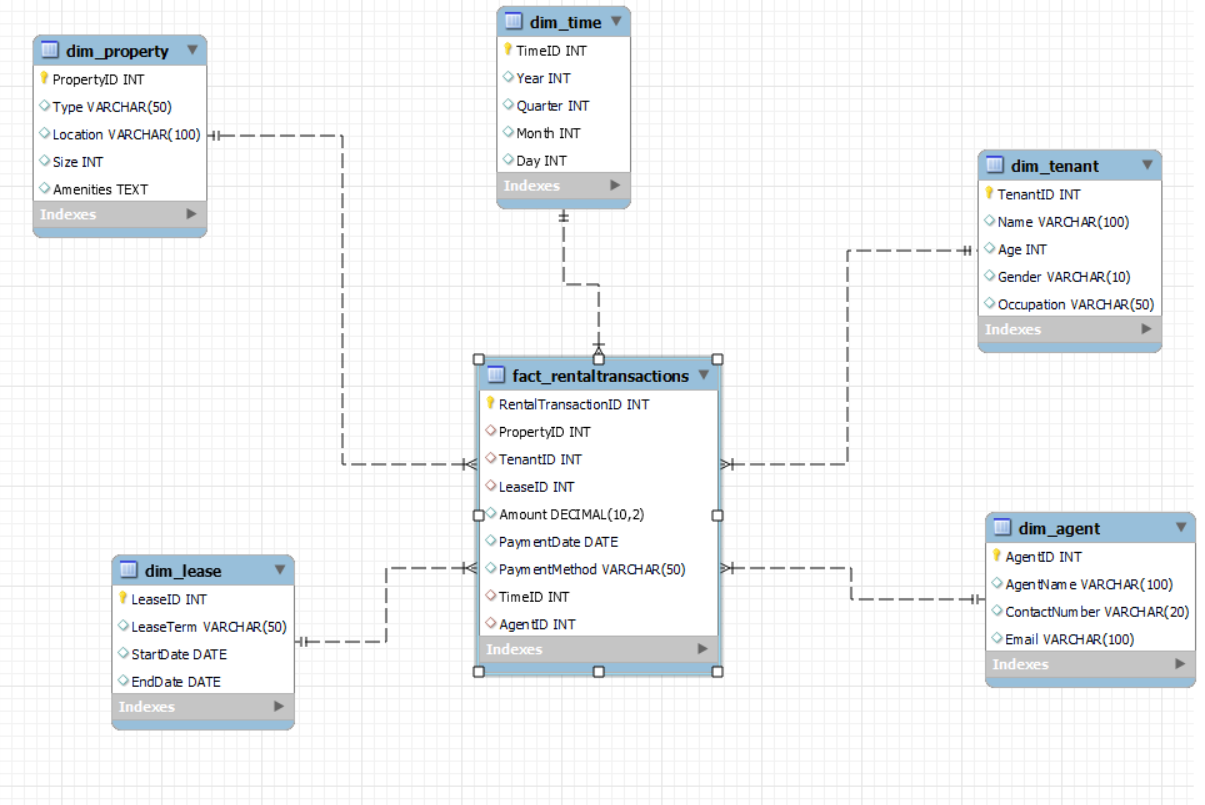 dim_property
PropertyID INT
Type VARCHAR(50)
Location VARCHAR(100)
Size INT
Amenities TEXT
Indexes
dim_time
TimeID INT
Year INT
Quarter INT
Month INT
Day INT
Indexes
dim_tenant
TenantID INT
Name VARCHAR(100)
Age INT
Gender VARCHAR(10)
Occupation VARCHAR(50)
Indexes
fact_rentaltransactions
RentalTransactionID INT
PropertyID INT
TenantID INT
LeaseID INT
Amount DECIMAL(10,2)
PaymentDate DATE
PaymentMethod VARCHAR(50)
TimeID INT
AgentID INT
Indexes
dim_lease
LeaseID INT
LeaseTerm VARCHAR(50)
StartDate DATE
EndDate DATE
Indexes
dim_agent
AgentID INT
AgentName VARCHAR(100)
ContactNumber VARCHAR(20)
Email VARCHAR(100)
Indexes